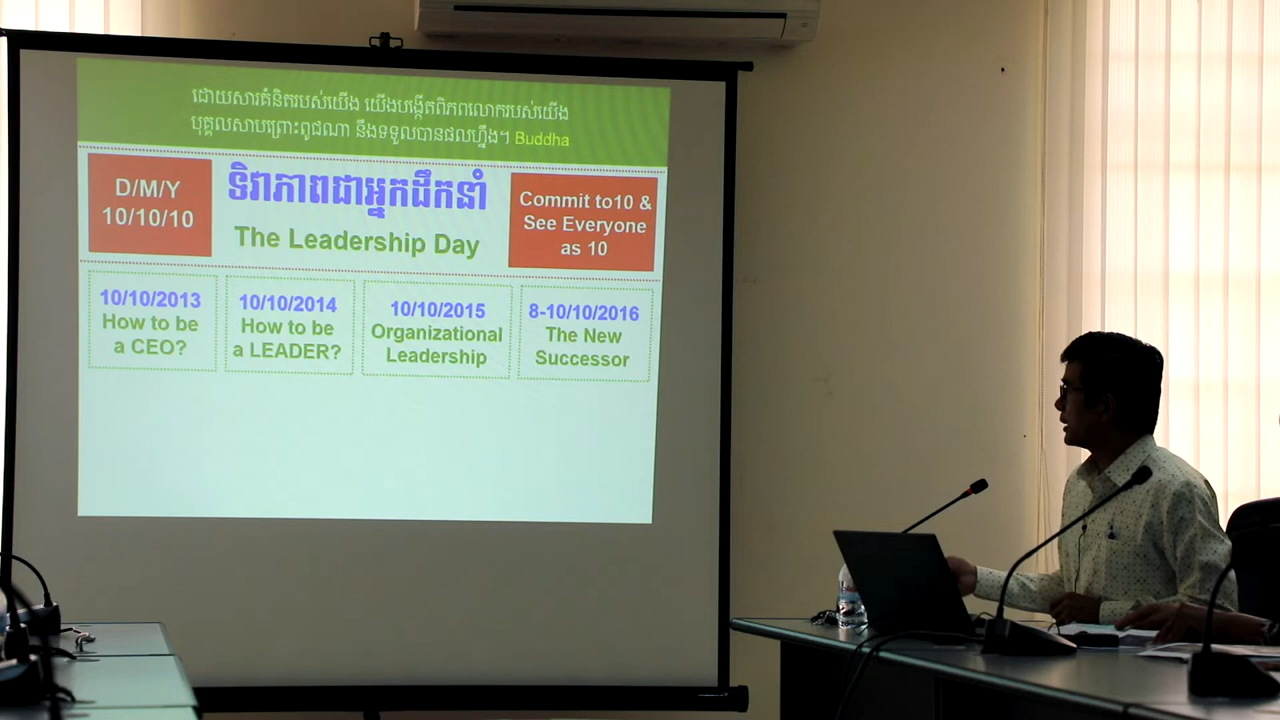 ដោយសារគំនិតរបស់យើង យើងបង្កើតពិភពលោករបស់យើង
បុគ្គលសាបព្រោះពូជណា នឹងទទួលបានផលហ្នឹង។ Buddha
D/M/Y
10/10/10
ទិវាភាពជាអ្នកដឹកនាំ
The Leadership Day
Commit to10 &
See Everyone
as 10
10/10/2013
How to be
a CEO?
10/10/2014
How to be
a LEADER?
10/10/2015
Organizational
Leadership
8-10/10/2016
The New
Successor